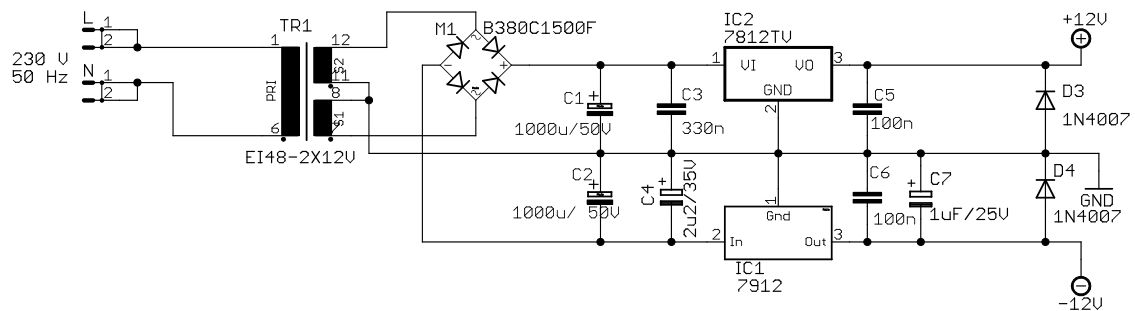 L 1
2
230 V
50 Hz
N 1
2
TR1
1
6
PRI
12
S2
11
8
S1
7
EI48-2X12V
M1
B380C1500F
~
- +
~
C1
+
1000u/50V
C3
330n
IC2
7812TV
1 VI VO 3
GND
2
C5
100n
+12V
+
D3
1N4007
C2
+
1000u/ 50V
C4
+
2u2/35V
1
Gnd
-
2 In Out 3
IC1
7912
C6
100n
C7
+
1uF/25V
D4
1N4007
GND
-
-12V